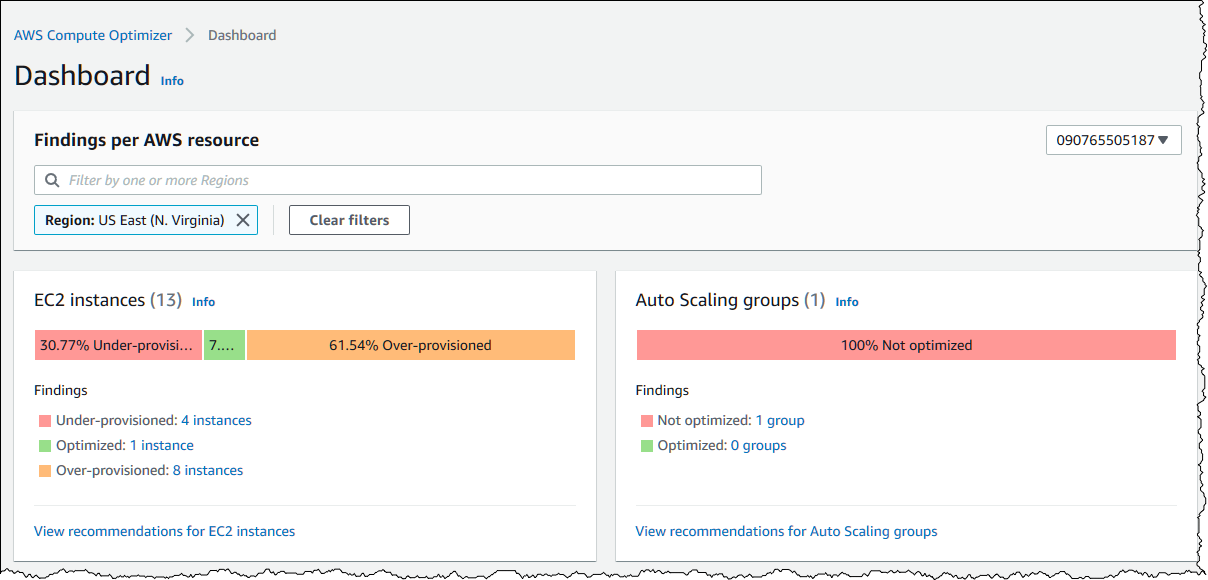 AWS Compute Optimizer > Dashboard
Dashboard Info
Findings per AWS resource
090765505187
Filter by one or more Regions
Region: US East (N. Virginia)
Clear filters
EC2 instances (13) Info
30.77% Under-provisi...
7....
61.54% Over-provisioned
Findings
Under-provisioned: 4 instances
Optimized: 1 instance
Over-provisioned: 8 instances
View recommendations for EC2 instances
Auto Scaling groups (1) Info
100% Not optimized
Findings
Not optimized: 1 group
Optimized: 0 groups
View recommendations for Auto Scaling groups